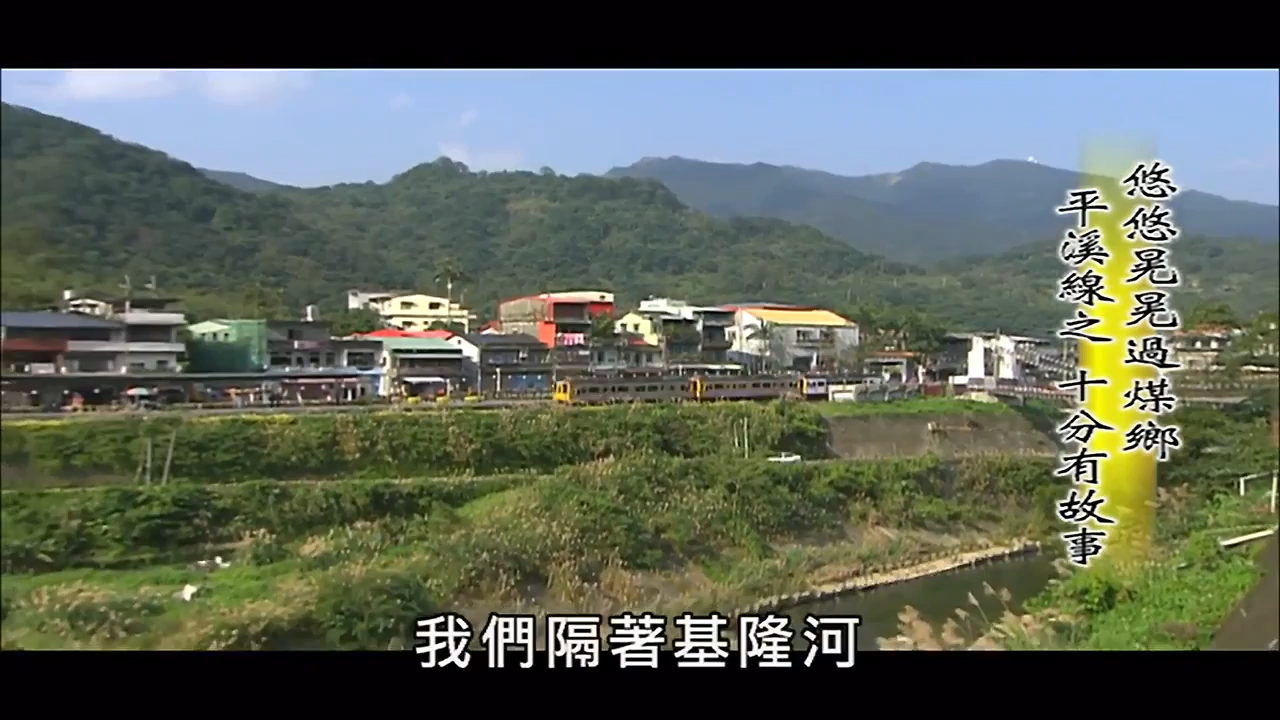 悠悠晃晃過煤鄉
平溪線之 十分有故事
我們隔著基隆河